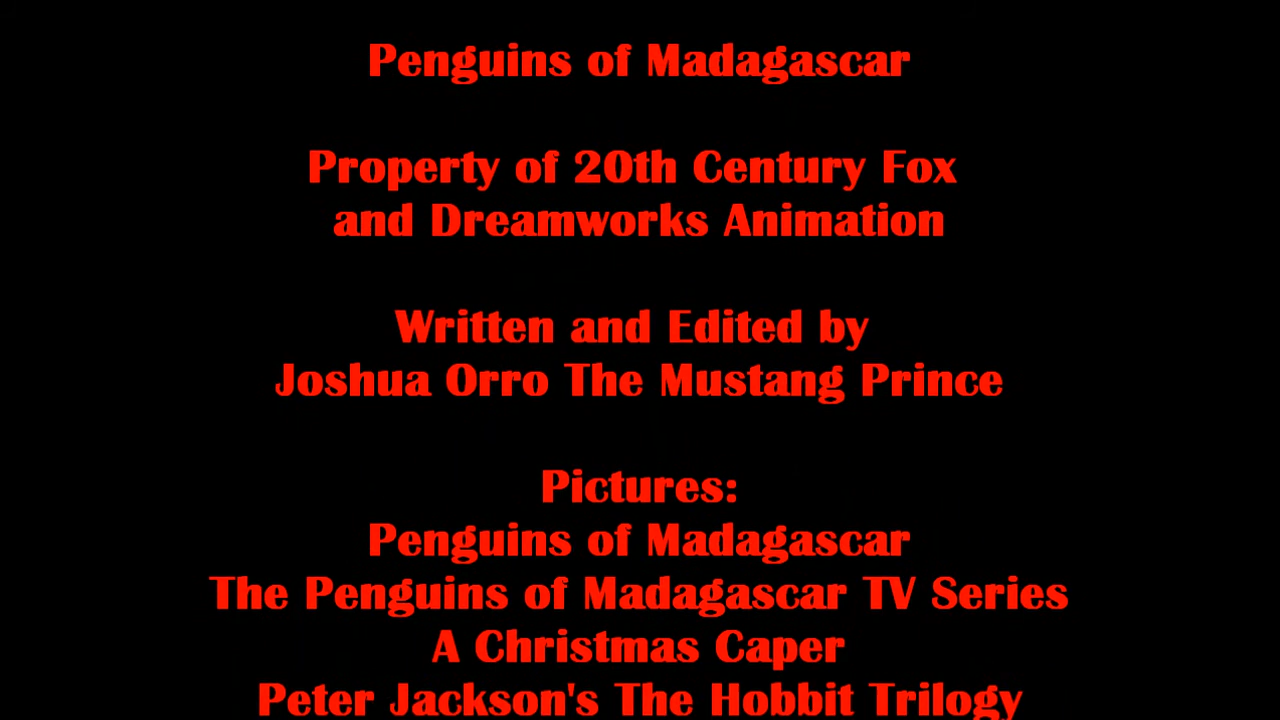 Penguins of Madagascar
Property of 20th Century Fox
and Dreamworks Animation
Written and Edited by
Joshua Orro The Mustang Prince
Pictures:
Penguins of Madagascar
The Penguins of Madagascar TV Series
A Christmas Caper
Peter Jackson's The Hobbit Trilogy